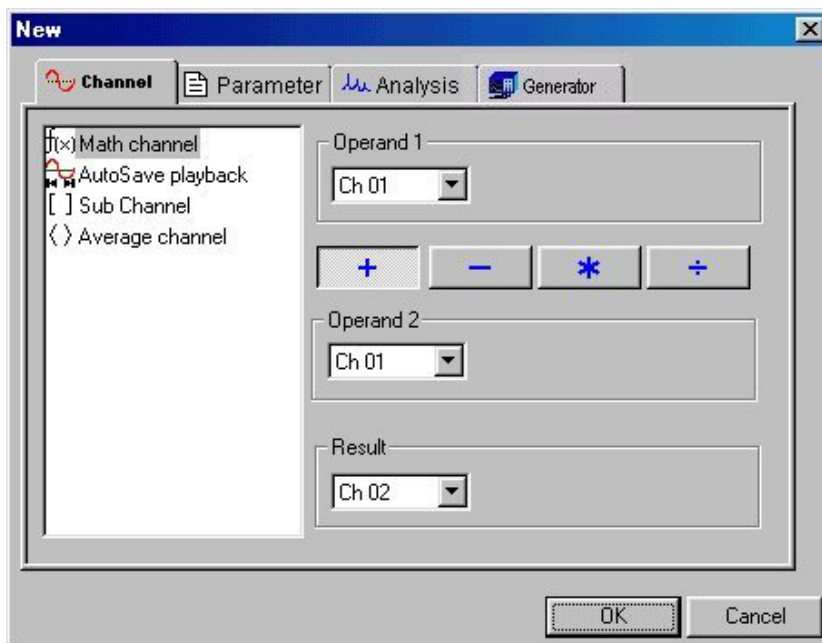 New
Channel Parameter Analysis Generator
f(x) Math channel
AutoSave playback
[ ] Sub Channel
⟨ ⟩ Average channel
Operand 1
Ch 01
+ − * ÷
Operand 2
Ch 01
Result
Ch 02
OK Cancel